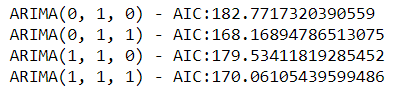 ARIMA(0, 1, 0) - AIC:182.7717320390559
ARIMA(0, 1, 1) - AIC:168.16894786513075
ARIMA(1, 1, 0) - AIC:179.53411819285452
ARIMA(1, 1, 1) - AIC:170.06105439599486